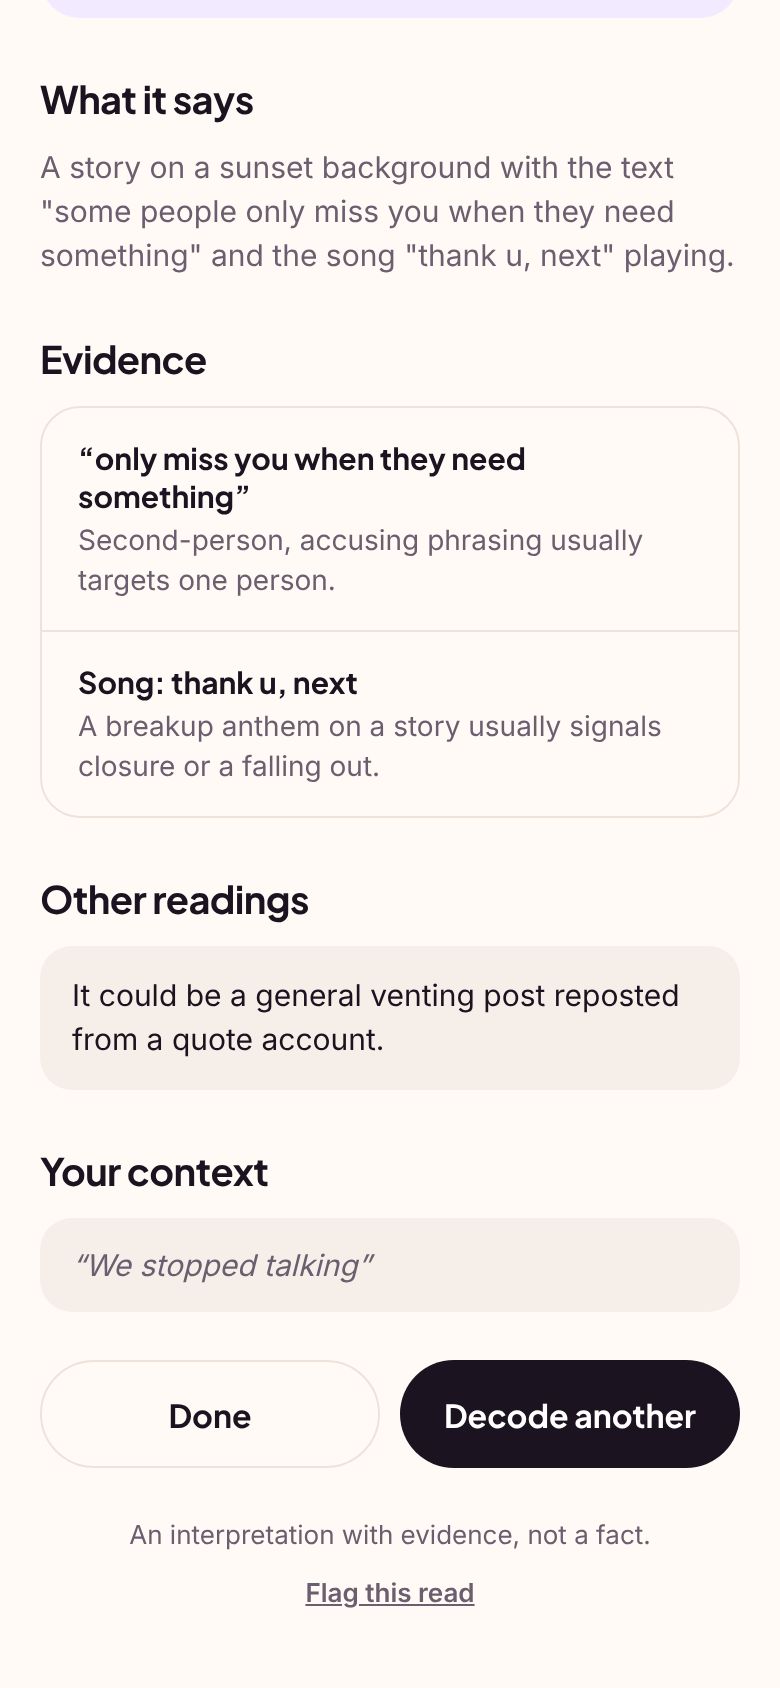 What it says
A story on a sunset background with the text
"some people only miss you when they need
something" and the song "thank u, next" playing.
Evidence
“only miss you when they need
something”
Second-person, accusing phrasing usually
targets one person.
Song: thank u, next
A breakup anthem on a story usually signals
closure or a falling out.
Other readings
It could be a general venting post reposted
from a quote account.
Your context
“We stopped talking”
Done
Decode another
An interpretation with evidence, not a fact.
Flag this read